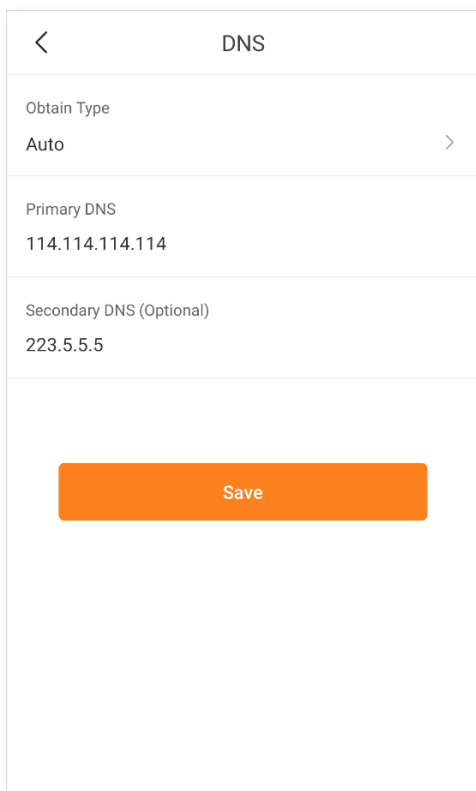 DNS
Obtain Type
Auto
Primary DNS
114.114.114.114
Secondary DNS (Optional)
223.5.5.5
Save